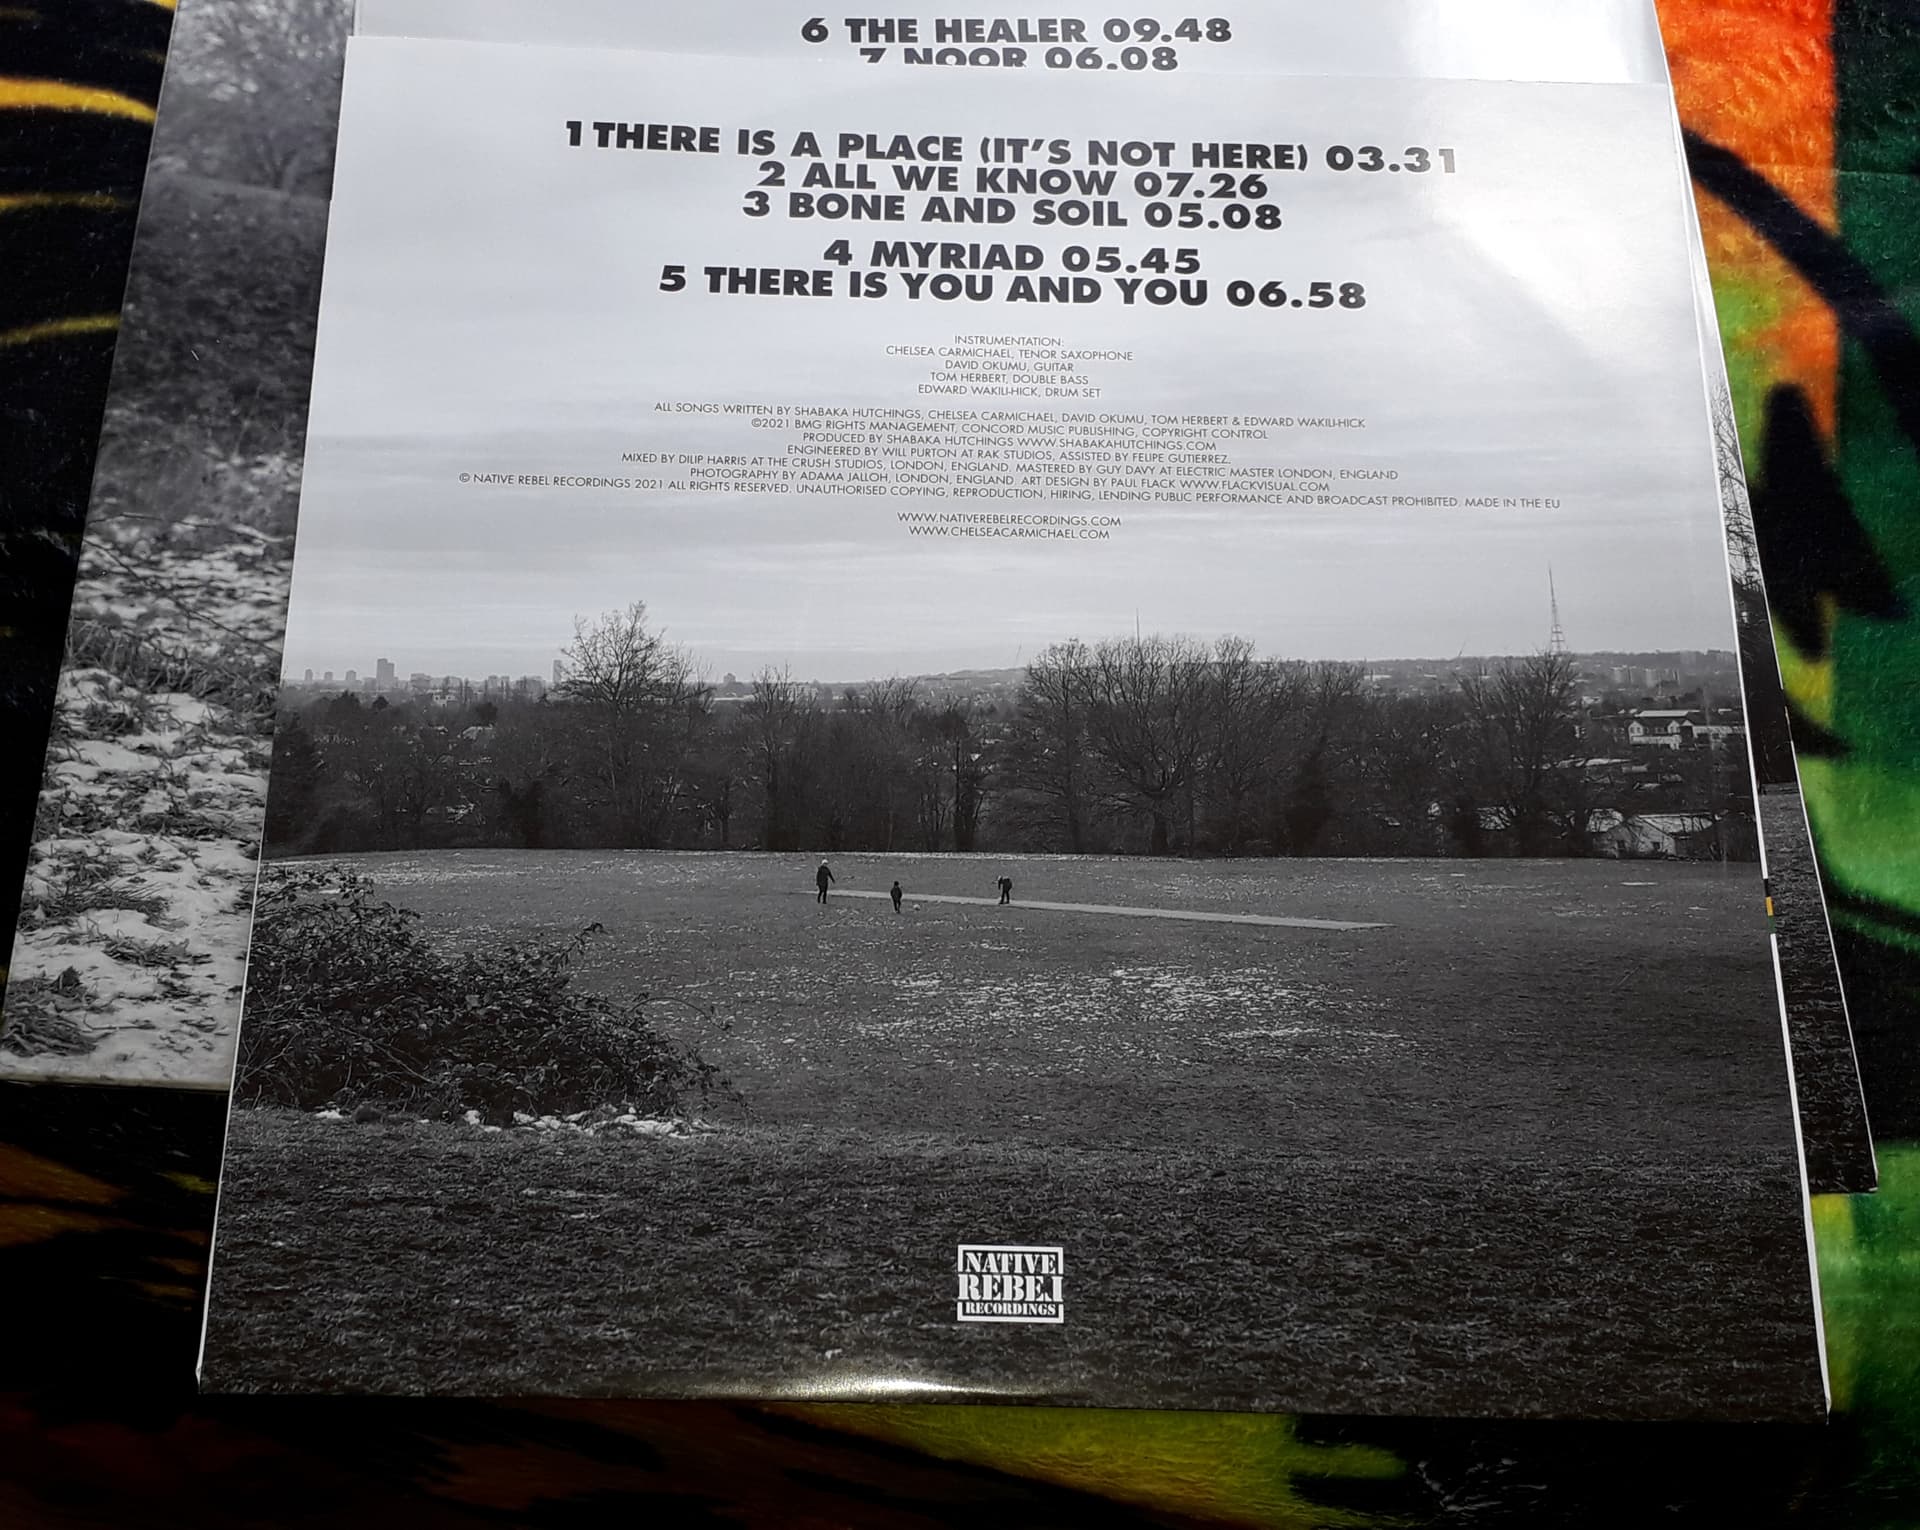 6 THE HEALER 09.48
7 NOOR 06.08
1 THERE IS A PLACE (IT'S NOT HERE) 03.31
2 ALL WE KNOW 07.26
3 BONE AND SOIL 05.08
4 MYRIAD 05.45
5 THERE IS YOU AND YOU 06.58
INSTRUMENTATION:
CHELSEA CARMICHAEL, TENOR SAXOPHONE
DAVID OKUMU, GUITAR
TOM HERBERT, DOUBLE BASS
EDWARD WAKILI-HICK, DRUM SET
ALL SONGS WRITTEN BY SHABAKA HUTCHINGS, CHELSEA CARMICHAEL, DAVID OKUMU, TOM HERBERT & EDWARD WAKILI-HICK
©2021 BMG RIGHTS MANAGEMENT, CONCORD MUSIC PUBLISHING, COPYRIGHT CONTROL
PRODUCED BY SHABAKA HUTCHINGS WWW.SHABAKAHUTCHINGS.COM
ENGINEERED BY WILL PURTON AT RAK STUDIOS, ASSISTED BY FELIPE GUTIERREZ.
MIXED BY DILIP HARRIS AT THE CRUSH STUDIOS, LONDON, ENGLAND. MASTERED BY GUY DAVY AT ELECTRIC MASTER LONDON, ENGLAND
PHOTOGRAPHY BY ADAMA JALLOH, LONDON, ENGLAND. ART DESIGN BY PAUL FLACK WWW.FLACKVISUAL.COM
© NATIVE REBEL RECORDINGS 2021 ALL RIGHTS RESERVED. UNAUTHORISED COPYING, REPRODUCTION, HIRING, LENDING PUBLIC PERFORMANCE AND BROADCAST PROHIBITED. MADE IN THE EU
WWW.NATIVEREBELRECORDINGS.COM
WWW.CHELSEACARMICHAEL.COM
NATIVE
REBEL
RECORDINGS